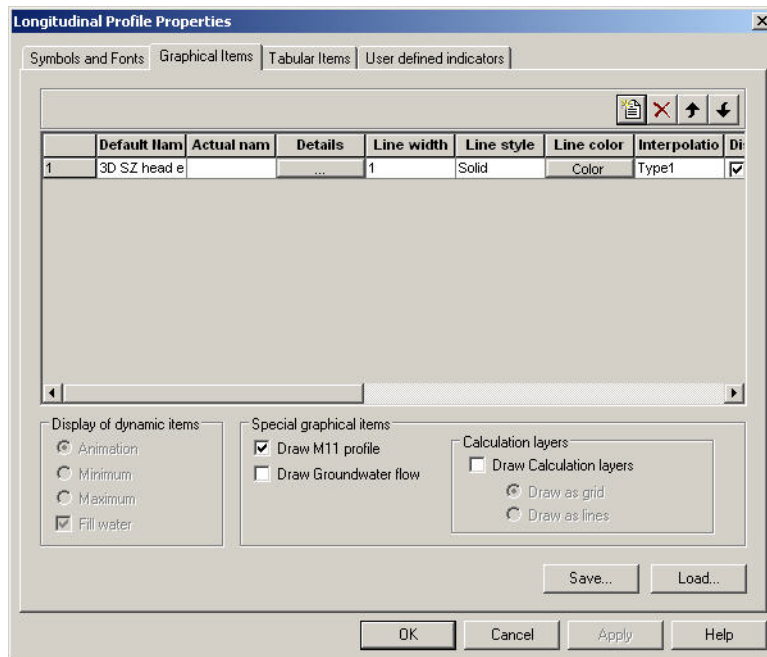 Longitudinal Profile Properties
Symbols and Fonts Graphical Items Tabular Items User defined indicators
Default Nam Actual nam Details Line width Line style Line color Interpolatio Di
1 3D SZ head e ... 1 Solid Color Type1
Display of dynamic items
Animation
Minimum
Maximum
Fill water
Special graphical items
Draw M11 profile
Draw Groundwater flow
Calculation layers
Draw Calculation layers
Draw as grid
Draw as lines
Save... Load...
OK Cancel Apply Help